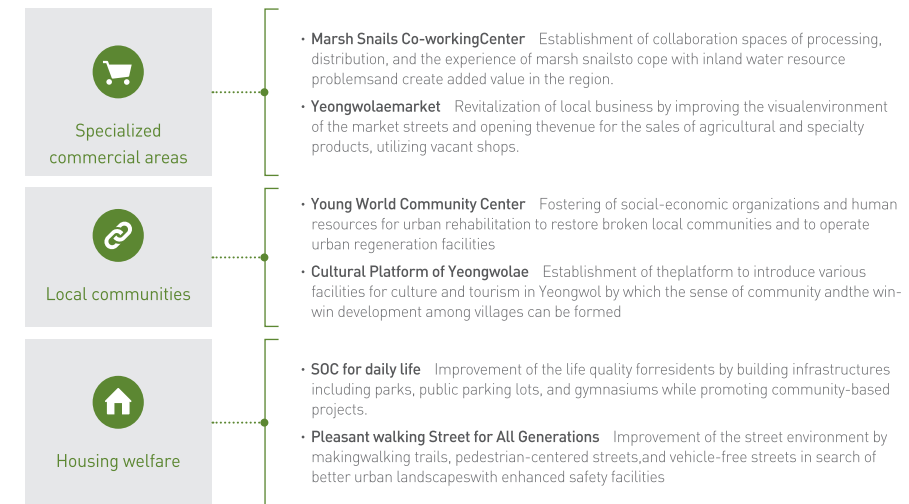 Specialized
commercial areas
• Marsh Snails Co-workingCenter Establishment of collaboration spaces of processing,
distribution, and the experience of marsh snailsto cope with inland water resource
problemsand create added value in the region.
• Yeongwolaemarket Revitalization of local business by improving the visualenvironment
of the market streets and opening thevenue for the sales of agricultural and specialty
products, utilizing vacant shops.
Local communities
• Young World Community Center Fostering of social-economic organizations and human
resources for urban rehabilitation to restore broken local communities and to operate
urban regeneration facilities
• Cultural Platform of Yeongwolae Establishment of theplatform to introduce various
facilities for culture and tourism in Yeongwol by which the sense of community andthe win-
win development among villages can be formed
Housing welfare
• SOC for daily life Improvement of the life quality forresidents by building infrastructures
including parks, public parking lots, and gymnasiums while promoting community-based
projects.
• Pleasant walking Street for All Generations Improvement of the street environment by
makingwalking trails, pedestrian-centered streets,and vehicle-free streets in search of
better urban landscapeswith enhanced safety facilities